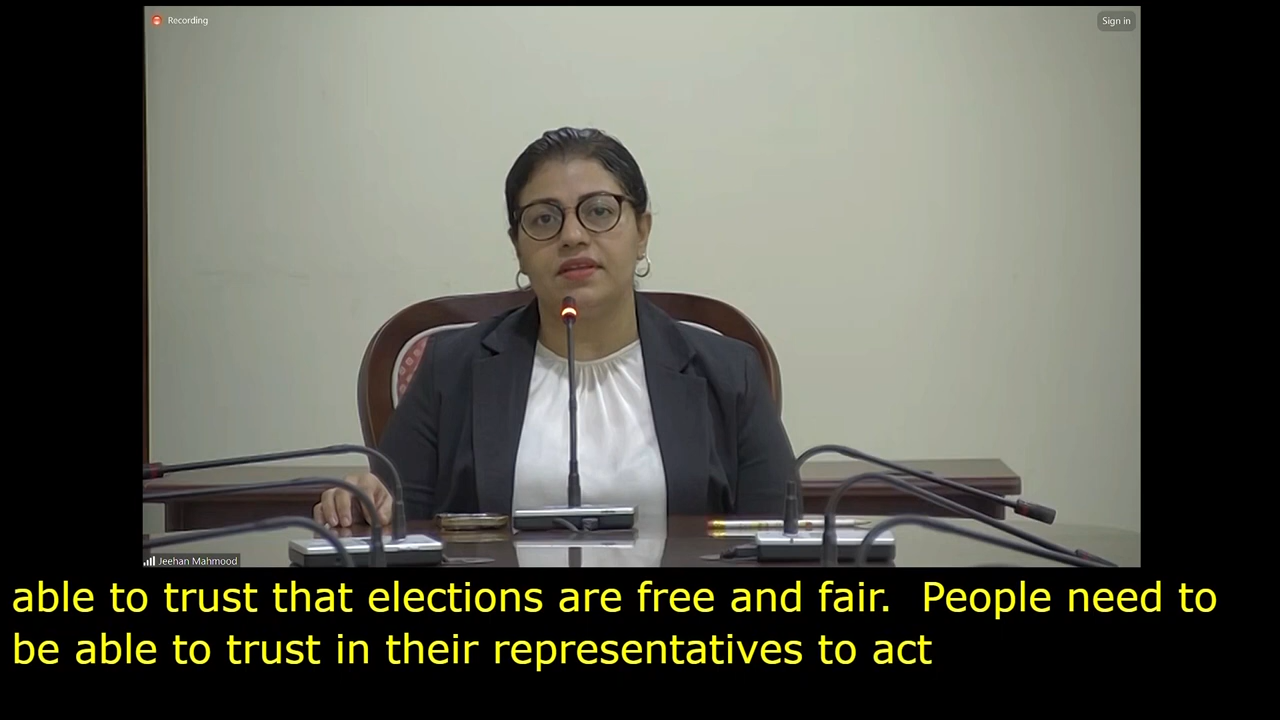 Recording
Sign in
Jeehan Mahmood
able to trust that elections are free and fair.  People need to
be able to trust in their representatives to act